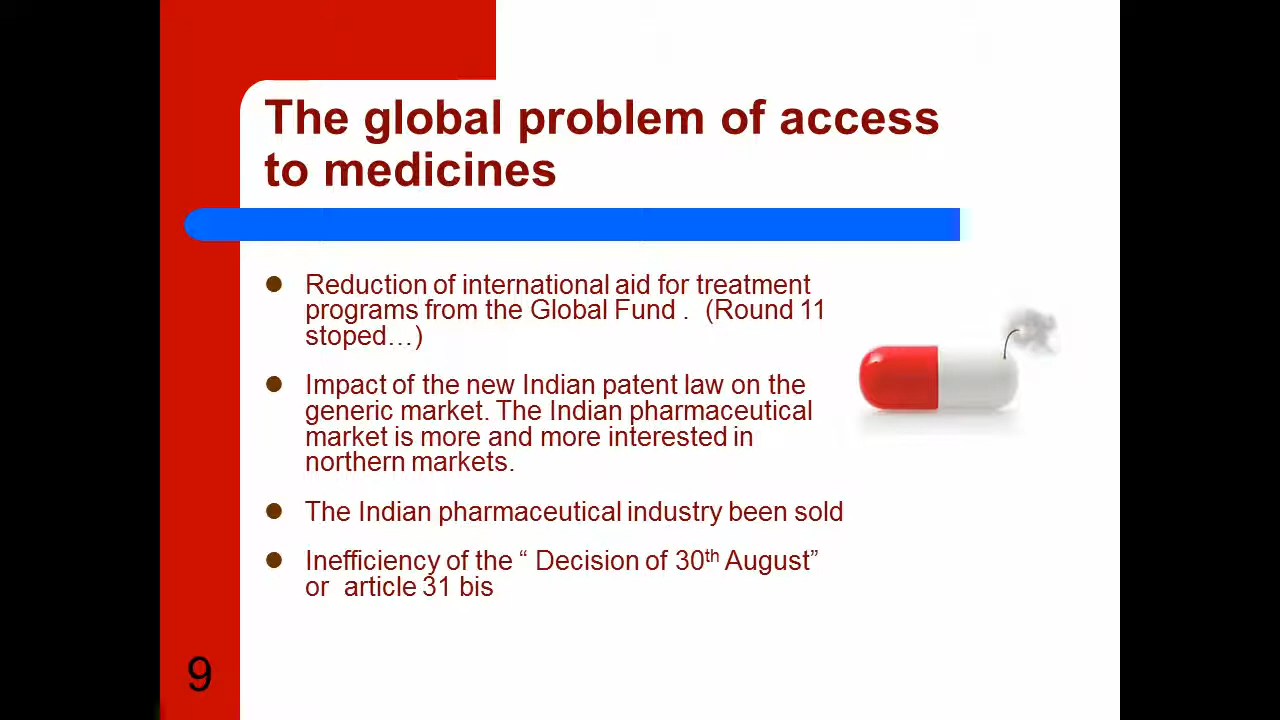 The global problem of access
to medicines
● Reduction of international aid for treatment
programs from the Global Fund . (Round 11
stoped…)
● Impact of the new Indian patent law on the
generic market. The Indian pharmaceutical
market is more and more interested in
northern markets.
● The Indian pharmaceutical industry been sold
● Inefficiency of the “ Decision of 30th August”
or article 31 bis
9